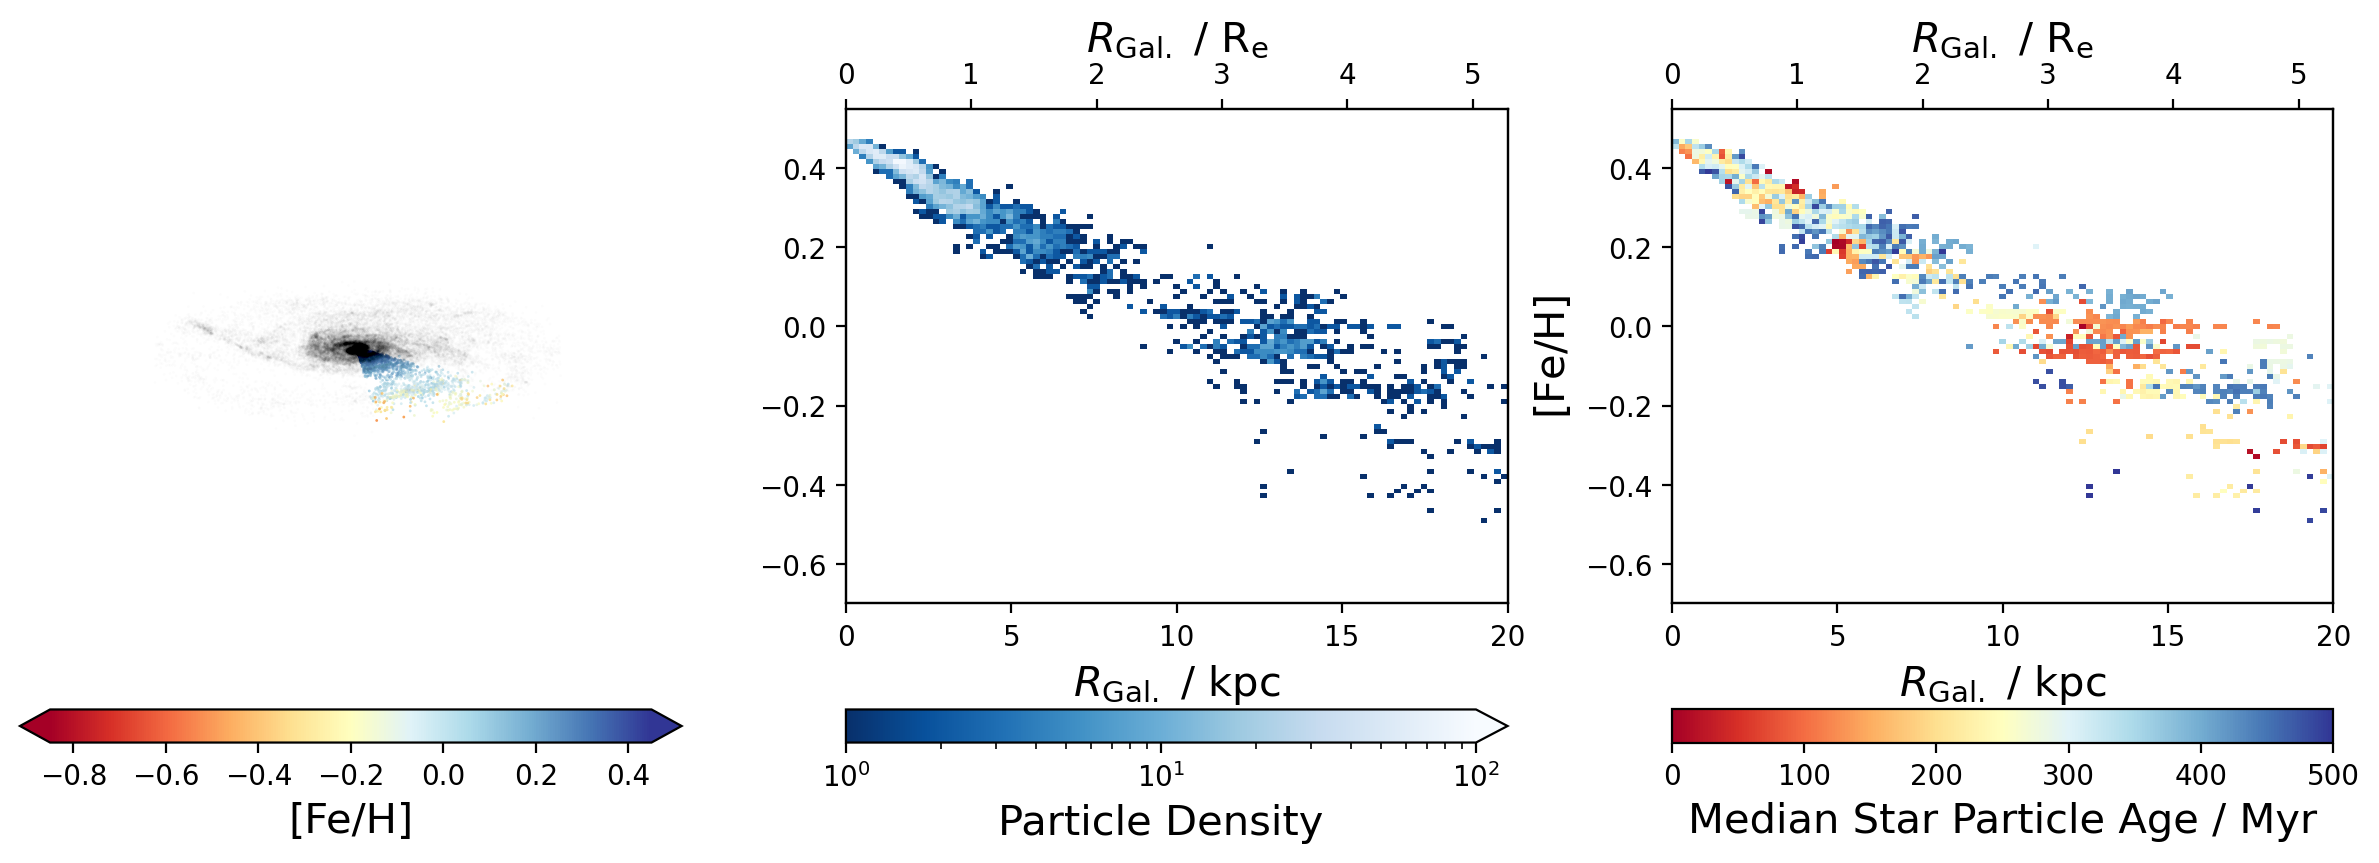 −0.8 −0.6 −0.4 −0.2 0.0 0.2 0.4
[Fe/H]
R_Gal. / R_e
0 1 2 3 4 5
0.4
0.2
0.0
−0.2
−0.4
−0.6
0 5 10 15 20
R_Gal. / kpc
10^0 10^1 10^2
Particle Density
R_Gal. / R_e
0 1 2 3 4 5
[Fe/H]
0.4
0.2
0.0
−0.2
−0.4
−0.6
0 5 10 15 20
R_Gal. / kpc
0 100 200 300 400 500
Median Star Particle Age / Myr